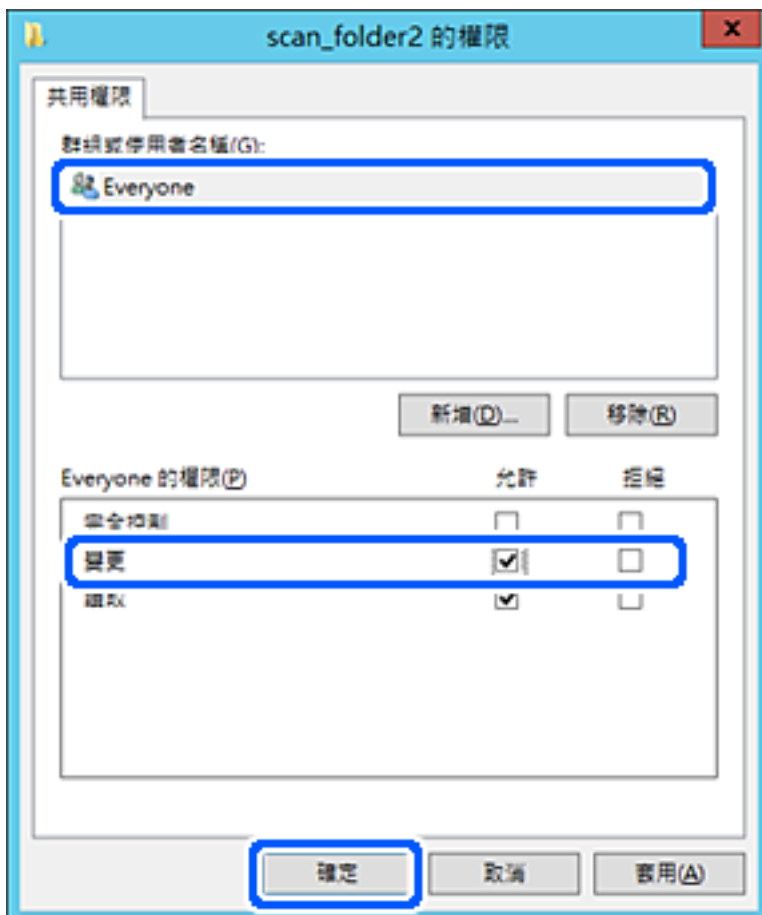 scan_folder2 的權限
x
共用權限
群組或使用者名稱(G):
Everyone
新增(D)...
移除(R)
Everyone 的權限(P)
允許
拒絕
完全控制
變更
讀取
確定
取消
套用(A)